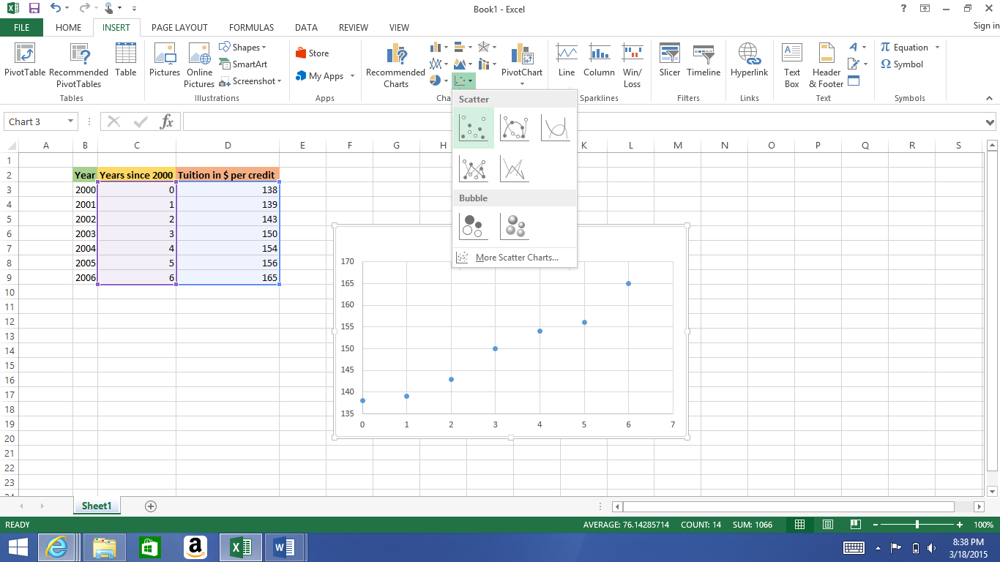 Book1 - Excel
?
FILE HOME INSERT PAGE LAYOUT FORMULAS DATA REVIEW VIEW Sign in
PivotTable Recommended PivotTables Table
Pictures Online Pictures Shapes SmartArt Screenshot
Store
My Apps
Recommended Charts
PivotChart
Line Column Win/Loss
Slicer Timeline
Hyperlink
Text Box Header & Footer
Equation
Symbol
Tables Illustrations Apps Cha Sparklines Filters Links Text Symbols
Scatter
Bubble
More Scatter Charts...
Chart 3 fx
A B C D E F G H K L M N O P Q R S
1
2 Year Years since 2000 Tuition in $ per credit
3 2000 0 138
4 2001 1 139
5 2002 2 143
6 2003 3 150
7 2004 4 154
8 2005 5 156
9 2006 6 165
10
11
12
13
14
15
16
17
18
19
20
21
22
23
170
165
160
155
150
145
140
135
0 1 2 3 4 5 6 7
Sheet1
READY AVERAGE: 76.14285714 COUNT: 14 SUM: 1066 100%
8:38 PM
3/18/2015